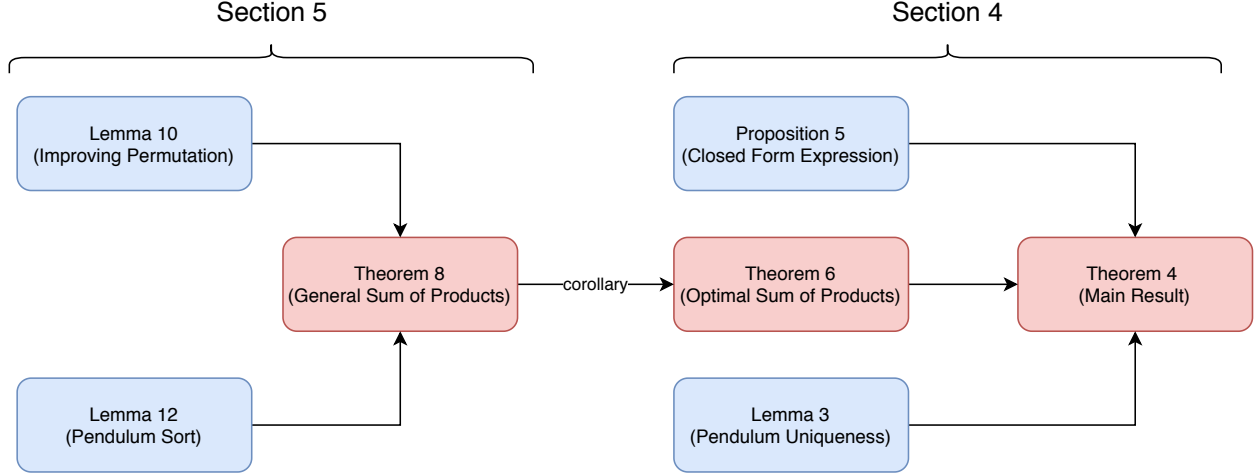 Section 5
Section 4
Lemma 10
(Improving Permutation)
Proposition 5
(Closed Form Expression)
Theorem 8
(General Sum of Products)
corollary
Theorem 6
(Optimal Sum of Products)
Theorem 4
(Main Result)
Lemma 12
(Pendulum Sort)
Lemma 3
(Pendulum Uniqueness)